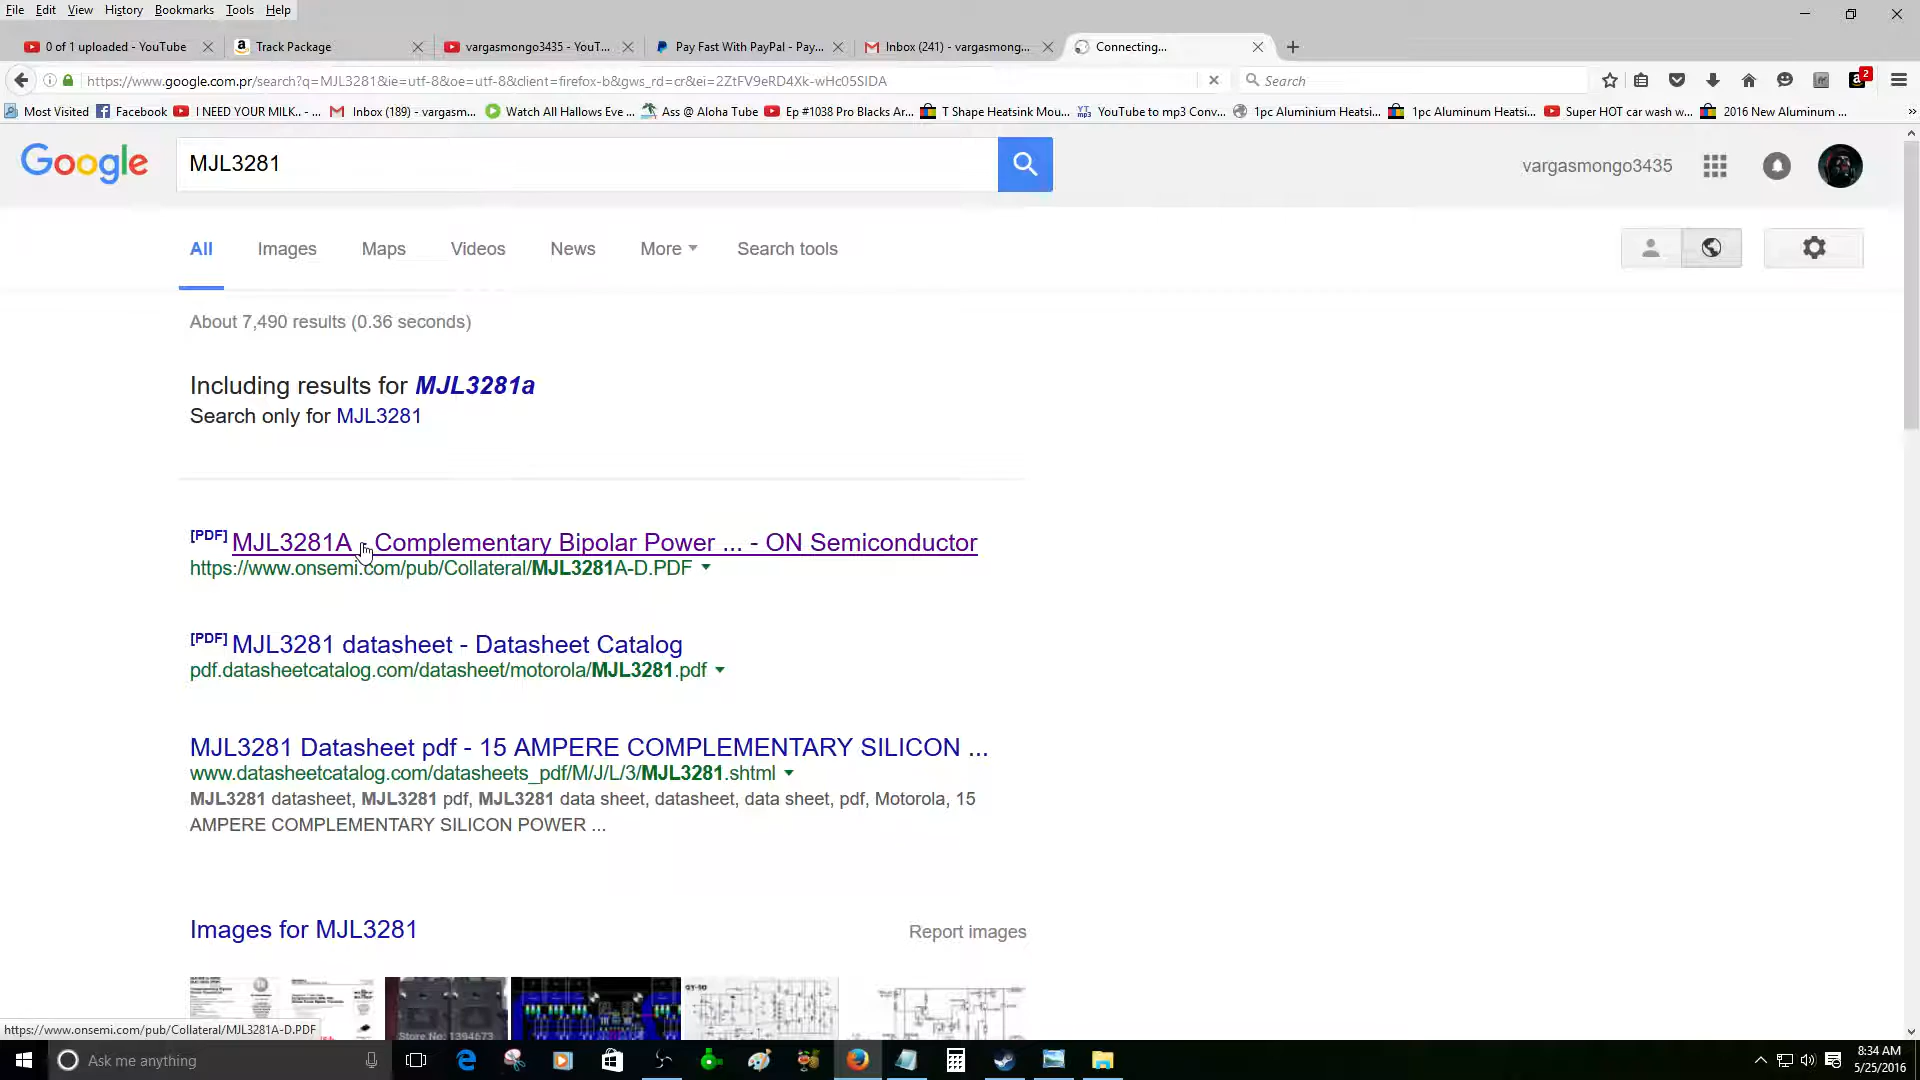 File Edit View History Bookmarks Tools Help
0 of 1 uploaded - YouTube
Track Package
vargasmongo3435 - YouT...
Pay Fast With PayPal - Pay...
Inbox (241) - vargasmong...
Connecting...
https://www.google.com.pr/search?q=MJL3281&ie=utf-8&oe=utf-8&client=firefox-b&gws_rd=cr&ei=2ZtFV9eRD4Xk-wHc05SIDA
Search
2
Most Visited Facebook I NEED YOUR MILK.. - ... Inbox (189) - vargasm... Watch All Hallows Eve ... Ass @ Aloha Tube Ep #1038 Pro Blacks Ar... T Shape Heatsink Mou... YouTube to mp3 Conv... 1pc Aluminium Heatsi... 1pc Aluminum Heatsi... Super HOT car wash w... 2016 New Aluminum ... »
Google
MJL3281
vargasmongo3435
All Images Maps Videos News More Search tools
About 7,490 results (0.36 seconds)
Including results for MJL3281a
Search only for MJL3281
[PDF] MJL3281A - Complementary Bipolar Power ... - ON Semiconductor
https://www.onsemi.com/pub/Collateral/MJL3281A-D.PDF
[PDF] MJL3281 datasheet - Datasheet Catalog
pdf.datasheetcatalog.com/datasheet/motorola/MJL3281.pdf
MJL3281 Datasheet pdf - 15 AMPERE COMPLEMENTARY SILICON ...
www.datasheetcatalog.com/datasheets_pdf/M/J/L/3/MJL3281.shtml
MJL3281 datasheet, MJL3281 pdf, MJL3281 data sheet, datasheet, data sheet, pdf, Motorola, 15
AMPERE COMPLEMENTARY SILICON POWER ...
Images for MJL3281
Report images
Store No: 1394673
https://www.onsemi.com/pub/Collateral/MJL3281A-D.PDF
Ask me anything
8:34 AM
5/25/2016